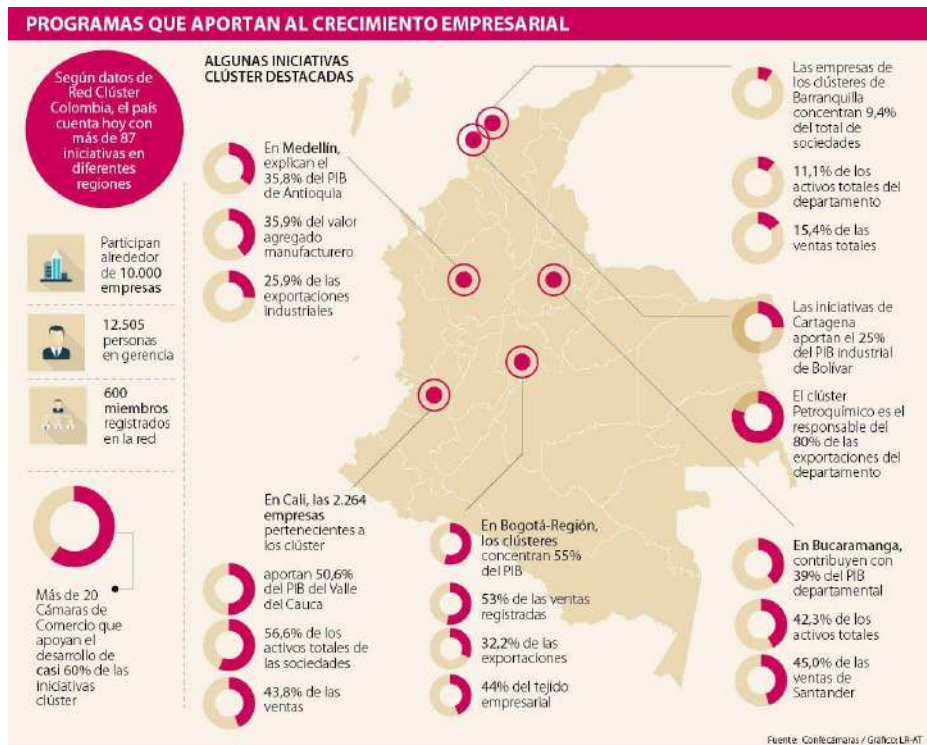 PROGRAMAS QUE APORTAN AL CRECIMIENTO EMPRESARIAL
Según datos de
Red Clúster
Colombia, el país
cuenta hoy con
más de 87
iniciativas en
diferentes
regiones
Participan
alrededor
de 10.000
empresas
12.505
personas
en gerencia
600
miembros
registrados
en la red
Más de 20
Cámaras de
Comercio que
apoyan el
desarrollo de
casi 60% de las
iniciativas
clúster
ALGUNAS INICIATIVAS
CLÚSTER DESTACADAS
En Medellín,
explican el
35,8% del PIB
de Antioquia
35,9% del valor
agregado
manufacturero
25,9% de las
exportaciones
industriales
En Cali, las 2.264
empresas
pertenecientes a
los clúster
aportan 50,6%
del PIB del Valle
del Cauca
56,6% de los
activos totales de
las sociedades
43,8% de las
ventas
En Bogotá-Región,
los clústeres
concentran 55%
del PIB
53% de las ventas
registradas
32,2% de las
exportaciones
44% del tejido
empresarial
Las empresas de
los clústeres de
Barranquilla
concentran 9,4%
del total de
sociedades
11,1% de los
activos totales del
departamento
15,4% de las
ventas totales
Las iniciativas de
Cartagena
aportan el 25%
del PIB industrial
de Bolívar
El clúster
Petroquímico es el
responsable del
80% de las
exportaciones del
departamento
En Bucaramanga,
contribuyen con
39% del PIB
departamental
42,3% de los
activos totales
45,0% de las
ventas de
Santander
Fuente: Confecámaras / Gráfico: LR-AT